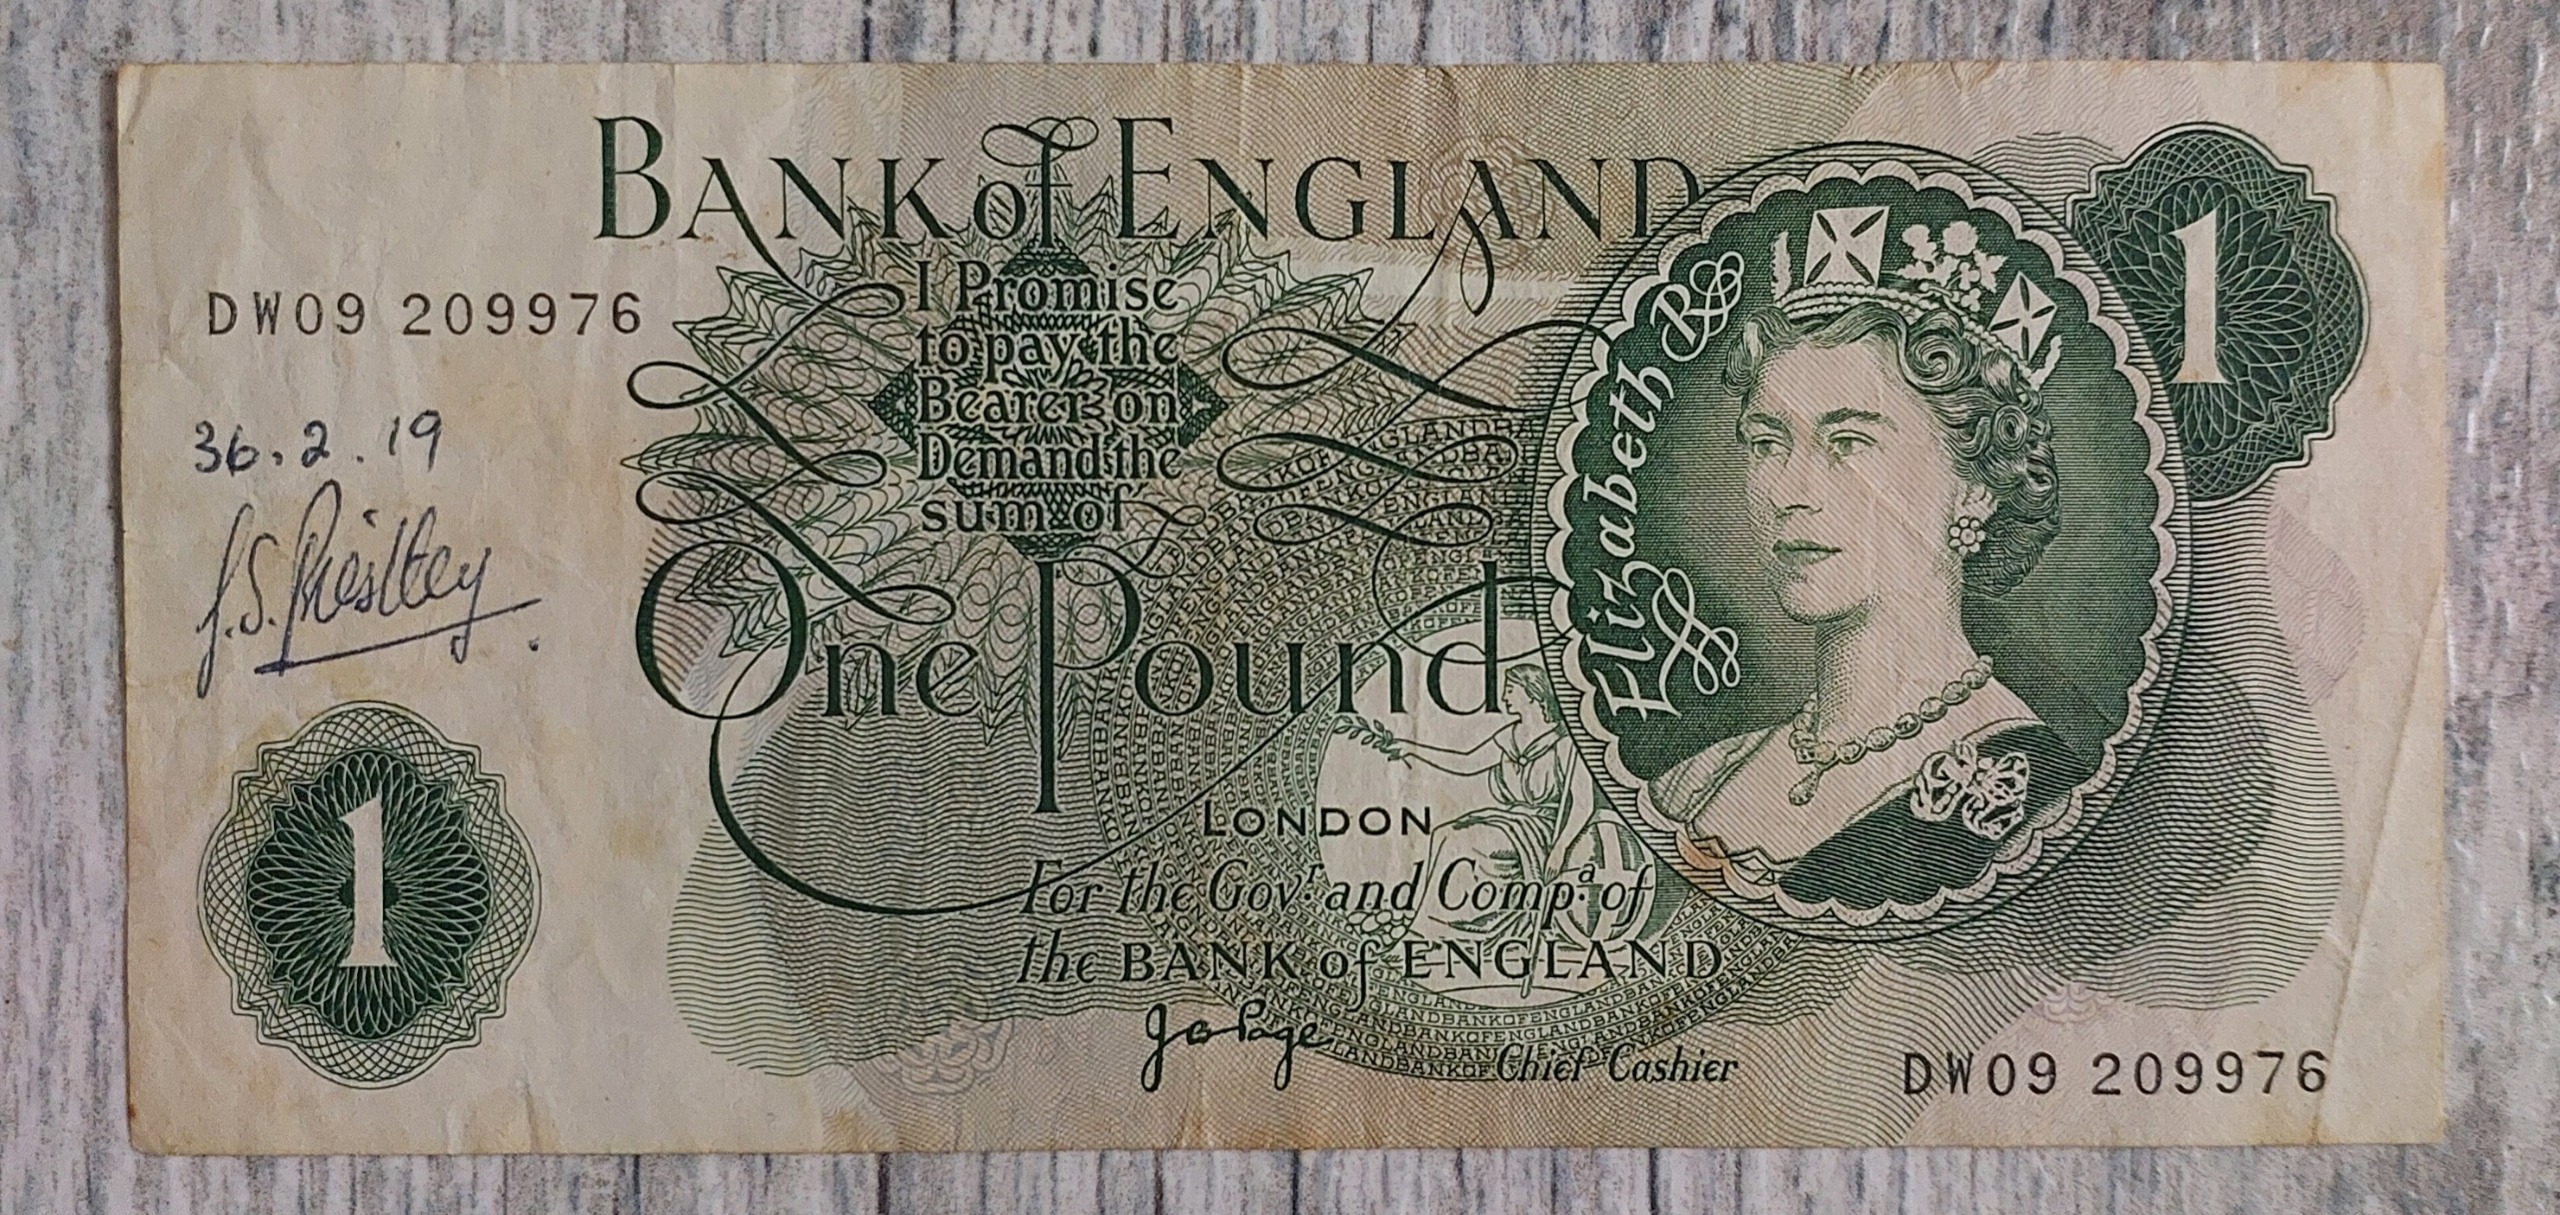 BANK of ENGLAND
I Promise
to pay the
Bearer on
Demand the
sum of
One Pound
DW09 209976
36.2.19
J.S. Priestley
1
LONDON
For the Govr. and Compa. of
the BANK of ENGLAND
J B Page
Chief Cashier
Elizabeth R
1
DW09 209976